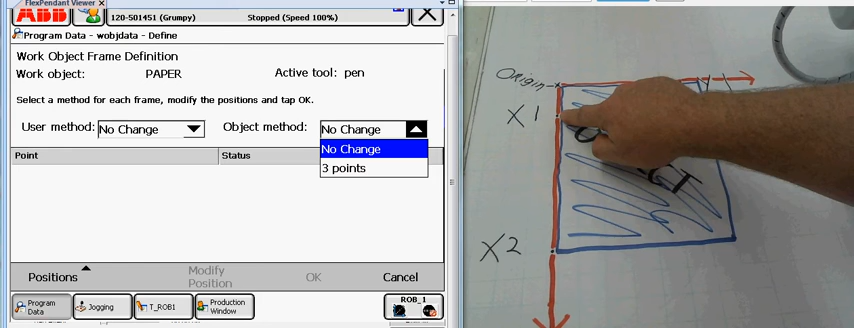 FlexPendant Viewer
ABB
120-501451 (Grumpy)
Stopped (Speed 100%)
Program Data - wobjdata - Define
Work Object Frame Definition
Work object: PAPER
Active tool: pen
Select a method for each frame, modify the positions and tap OK.
User method: No Change
Object method: No Change
No Change
3 points
Point
Status
Positions
Modify Position
OK
Cancel
Program Data
Jogging
T_ROB1
Production Window
ROB_1
Origin
X1
X2
Y1